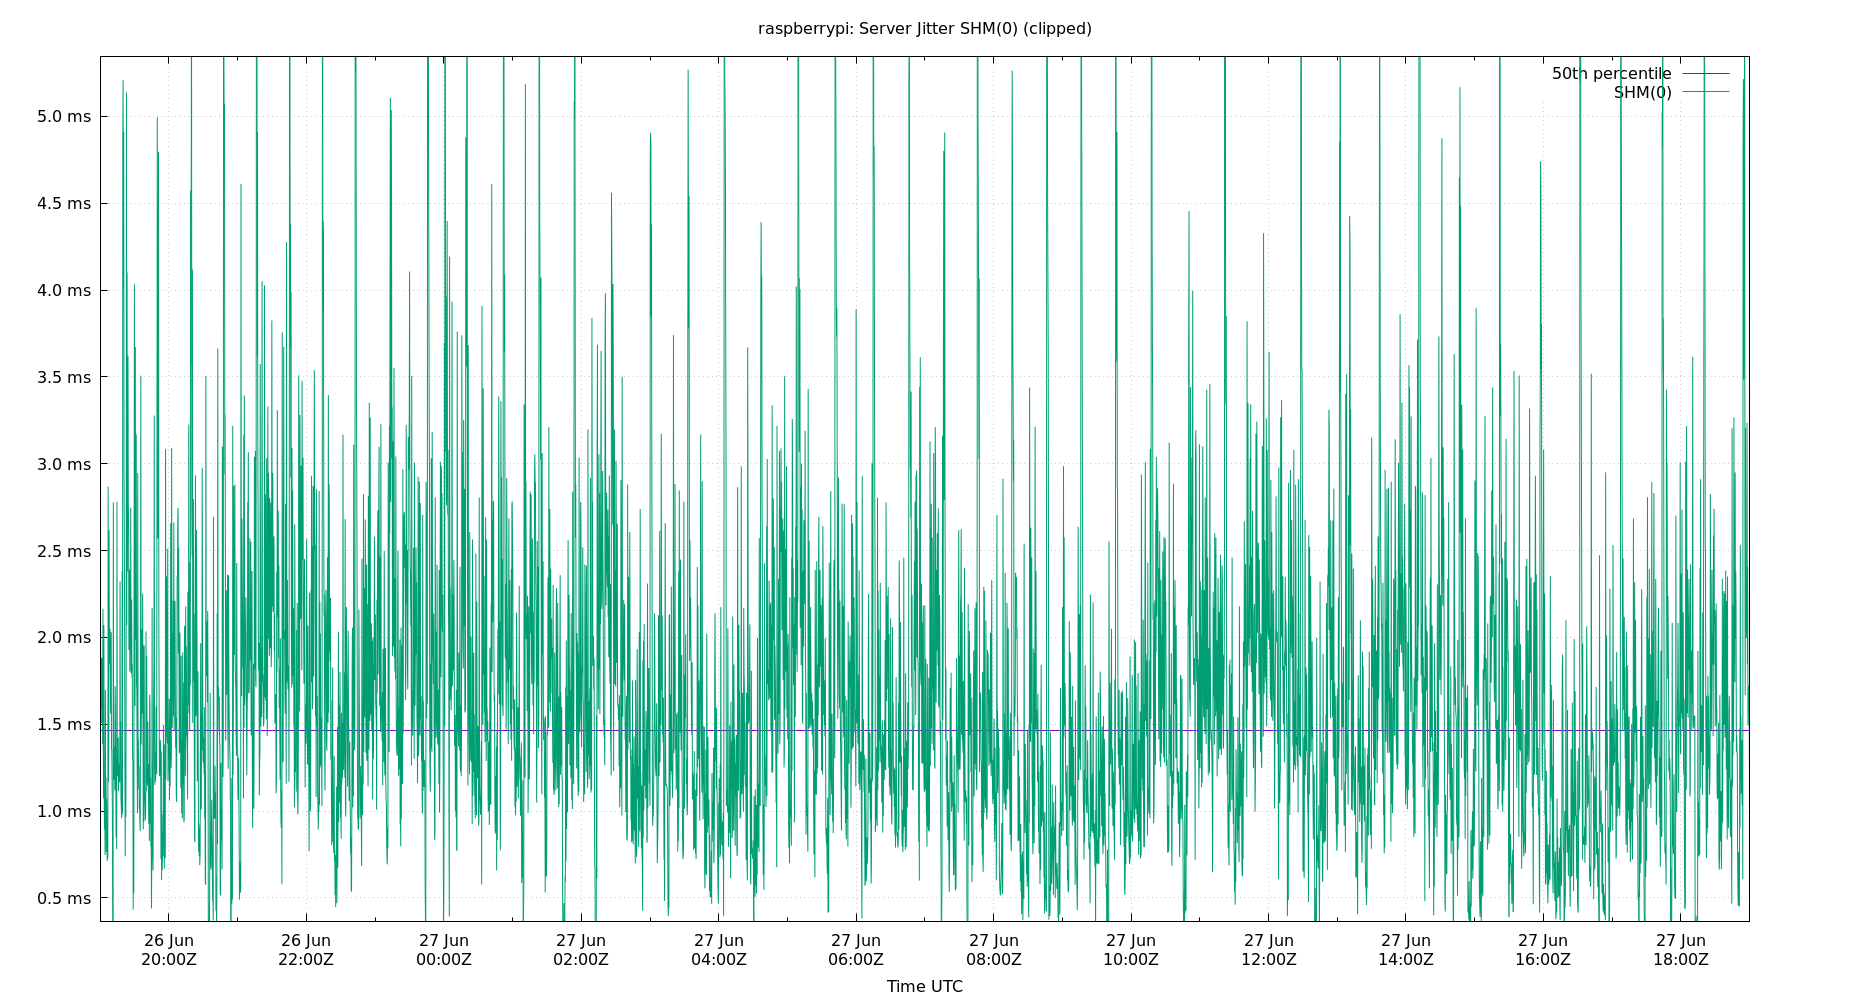 raspberrypi: Server Jitter SHM(0) (clipped)
50th percentile
SHM(0)
5.0 ms
4.5 ms
4.0 ms
3.5 ms
3.0 ms
2.5 ms
2.0 ms
1.5 ms
1.0 ms
0.5 ms
26 Jun 26 Jun 27 Jun 27 Jun 27 Jun 27 Jun 27 Jun 27 Jun 27 Jun 27 Jun 27 Jun 27 Jun
20:00Z 22:00Z 00:00Z 02:00Z 04:00Z 06:00Z 08:00Z 10:00Z 12:00Z 14:00Z 16:00Z 18:00Z
Time UTC